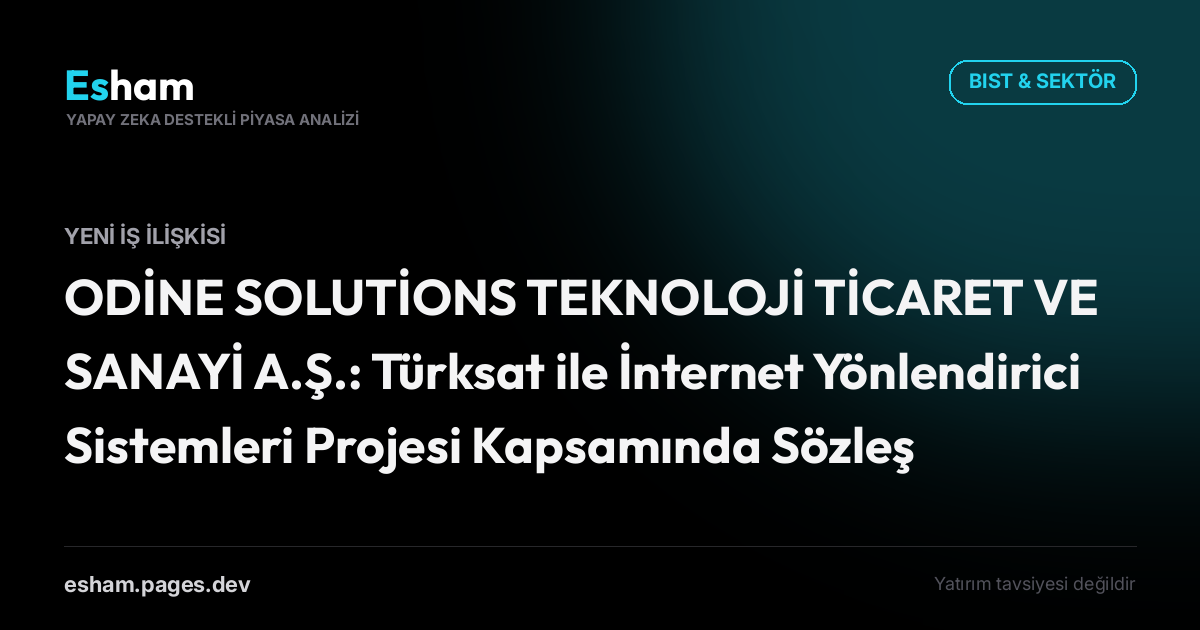 Esham
BIST & SEKTÖR
YAPAY ZEKA DESTEKLİ PİYASA ANALİZİ
YENİ İŞ İLİŞKİSİ
ODİNE SOLUTİONS TEKNOLOJİ TİCARET VE
SANAYİ A.Ş.: Türksat ile İnternet Yönlendirici
Sistemleri Projesi Kapsamında Sözleş
esham.pages.dev
Yatırım tavsiyesi değildir